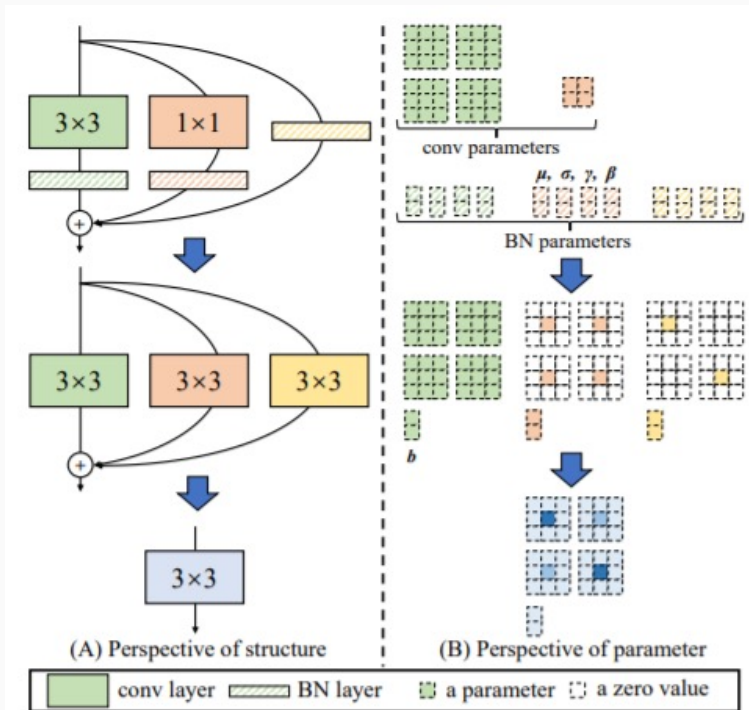 3×3
1×1
conv parameters
μ, σ, γ, β
BN parameters
+
3×3
3×3
3×3
b
+
3×3
(A) Perspective of structure
(B) Perspective of parameter
conv layer
BN layer
a parameter
a zero value